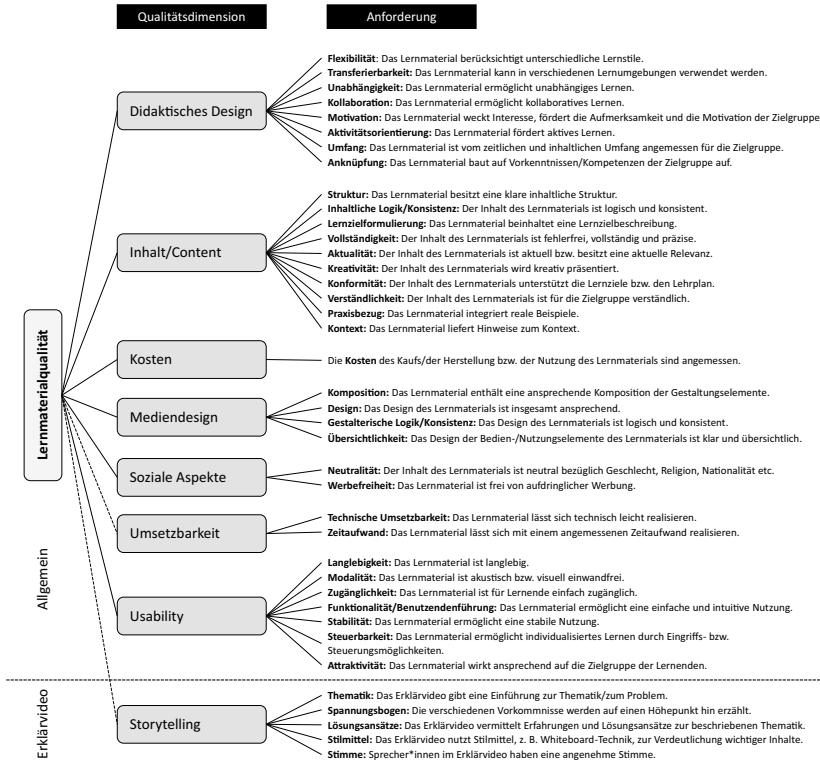 Qualitätsdimension
Anforderung
Lernmaterialqualität
Allgemein
Didaktisches Design
Flexibilität: Das Lernmaterial berücksichtigt unterschiedliche Lernstile.
Transferierbarkeit: Das Lernmaterial kann in verschiedenen Lernumgebungen verwendet werden.
Unabhängigkeit: Das Lernmaterial ermöglicht unabhängiges Lernen.
Kollaboration: Das Lernmaterial ermöglicht kollaboratives Lernen.
Motivation: Das Lernmaterial weckt Interesse, fördert die Aufmerksamkeit und die Motivation der Zielgruppe
Aktivitätsorientierung: Das Lernmaterial fördert aktives Lernen.
Umfang: Das Lernmaterial ist vom zeitlichen und inhaltlichen Umfang angemessen für die Zielgruppe.
Anknüpfung: Das Lernmaterial baut auf Vorkenntnissen/Kompetenzen der Zielgruppe auf.
Inhalt/Content
Struktur: Das Lernmaterial besitzt eine klare inhaltliche Struktur.
Inhaltliche Logik/Konsistenz: Der Inhalt des Lernmaterials ist logisch und konsistent.
Lernzielformulierung: Das Lernmaterial beinhaltet eine Lernzielbeschreibung.
Vollständigkeit: Der Inhalt des Lernmaterials ist fehlerfrei, vollständig und präzise.
Aktualität: Der Inhalt des Lernmaterials ist aktuell bzw. besitzt eine aktuelle Relevanz.
Kreativität: Der Inhalt des Lernmaterials wird kreativ präsentiert.
Konformität: Der Inhalt des Lernmaterials unterstützt die Lernziele bzw. den Lehrplan.
Verständlichkeit: Der Inhalt des Lernmaterials ist für die Zielgruppe verständlich.
Praxisbezug: Das Lernmaterial integriert reale Beispiele.
Kontext: Das Lernmaterial liefert Hinweise zum Kontext.
Kosten
Die Kosten des Kaufs/der Herstellung bzw. der Nutzung des Lernmaterials sind angemessen.
Mediendesign
Komposition: Das Lernmaterial enthält eine ansprechende Komposition der Gestaltungselemente.
Design: Das Design des Lernmaterials ist insgesamt ansprechend.
Gestalterische Logik/Konsistenz: Das Design des Lernmaterials ist logisch und konsistent.
Übersichtlichkeit: Das Design der Bedien-/Nutzungselemente des Lernmaterials ist klar und übersichtlich.
Soziale Aspekte
Neutralität: Der Inhalt des Lernmaterials ist neutral bezüglich Geschlecht, Religion, Nationalität etc.
Werbefreiheit: Das Lernmaterial ist frei von aufdringlicher Werbung.
Umsetzbarkeit
Technische Umsetzbarkeit: Das Lernmaterial lässt sich technisch leicht realisieren.
Zeitaufwand: Das Lernmaterial lässt sich mit einem angemessenen Zeitaufwand realisieren.
Usability
Langlebigkeit: Das Lernmaterial ist langlebig.
Modalität: Das Lernmaterial ist akustisch bzw. visuell einwandfrei.
Zugänglichkeit: Das Lernmaterial ist für Lernende einfach zugänglich.
Funktionalität/Benutzendenführung: Das Lernmaterial ermöglicht eine einfache und intuitive Nutzung.
Stabilität: Das Lernmaterial ermöglicht eine stabile Nutzung.
Steuerbarkeit: Das Lernmaterial ermöglicht individualisiertes Lernen durch Eingriffs- bzw.
Steuerungsmöglichkeiten.
Attraktivität: Das Lernmaterial wirkt ansprechend auf die Zielgruppe der Lernenden.
Erklärvideo
Storytelling
Thematik: Das Erklärvideo gibt eine Einführung zur Thematik/zum Problem.
Spannungsbogen: Die verschiedenen Vorkommnisse werden auf einen Höhepunkt hin erzählt.
Lösungsansätze: Das Erklärvideo vermittelt Erfahrungen und Lösungsansätze zur beschriebenen Thematik.
Stilmittel: Das Erklärvideo nutzt Stilmittel, z. B. Whiteboard-Technik, zur Verdeutlichung wichtiger Inhalte.
Stimme: Sprecher*innen im Erklärvideo haben eine angenehme Stimme.